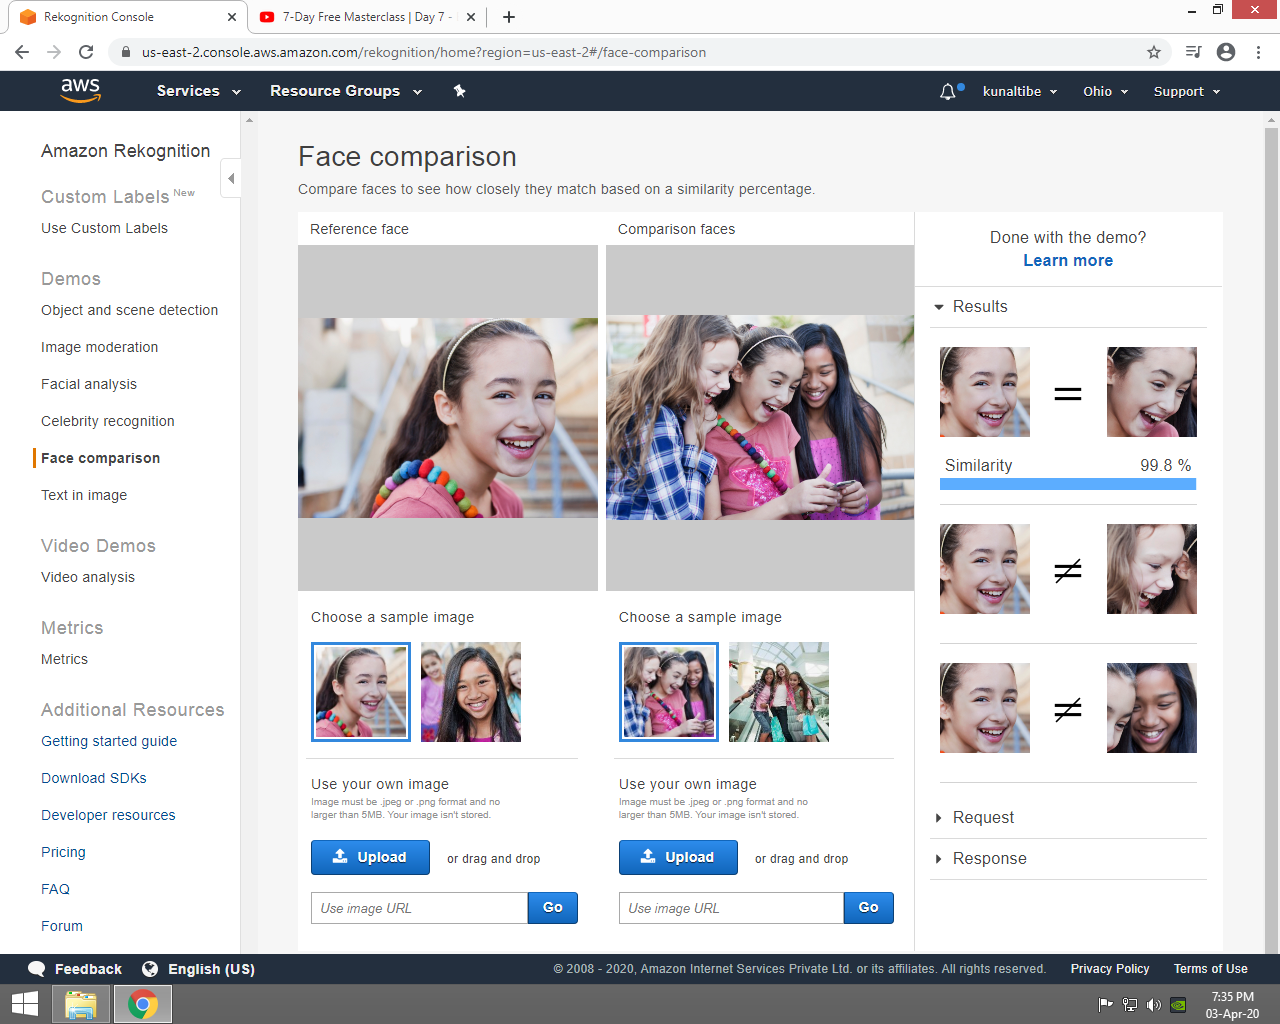 Rekognition Console
7-Day Free Masterclass | Day 7 -
us-east-2.console.aws.amazon.com/rekognition/home?region=us-east-2#/face-comparison
aws
Services
Resource Groups
kunaltibe
Ohio
Support
Amazon Rekognition
Custom Labels New
Use Custom Labels
Demos
Object and scene detection
Image moderation
Facial analysis
Celebrity recognition
Face comparison
Text in image
Video Demos
Video analysis
Metrics
Metrics
Additional Resources
Getting started guide
Download SDKs
Developer resources
Pricing
FAQ
Forum
Face comparison
Compare faces to see how closely they match based on a similarity percentage.
Reference face
Choose a sample image
Use your own image
Image must be .jpeg or .png format and no
larger than 5MB. Your image isn't stored.
Upload
or drag and drop
Use image URL
Go
Comparison faces
Choose a sample image
Use your own image
Image must be .jpeg or .png format and no
larger than 5MB. Your image isn't stored.
Upload
or drag and drop
Use image URL
Go
Done with the demo?
Learn more
Results
=
Similarity 99.8 %
≠
≠
Request
Response
Feedback
English (US)
© 2008 - 2020, Amazon Internet Services Private Ltd. or its affiliates. All rights reserved.
Privacy Policy
Terms of Use
7:35 PM
03-Apr-20